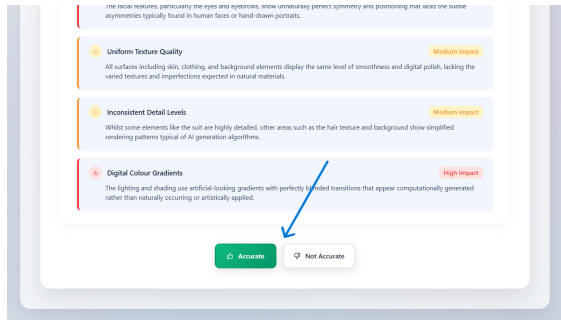 The facial features, particularly the eyes and eyebrows, show unnaturally perfect symmetry and positioning that lacks the subtle
asymmetries typically found in human faces or hand-drawn portraits.
Uniform Texture Quality
Medium Impact
All surfaces including skin, clothing, and background elements display the same level of smoothness and digital polish, lacking the
varied textures and imperfections expected in natural materials.
Inconsistent Detail Levels
Medium Impact
Whilst some elements like the suit are highly detailed, other areas such as the hair texture and background show simplified
rendering patterns typical of AI generation algorithms.
Digital Colour Gradients
High Impact
The lighting and shading use artificial-looking gradients with perfectly blended transitions that appear computationally generated
rather than naturally occurring or artistically applied.
Accurate
Not Accurate